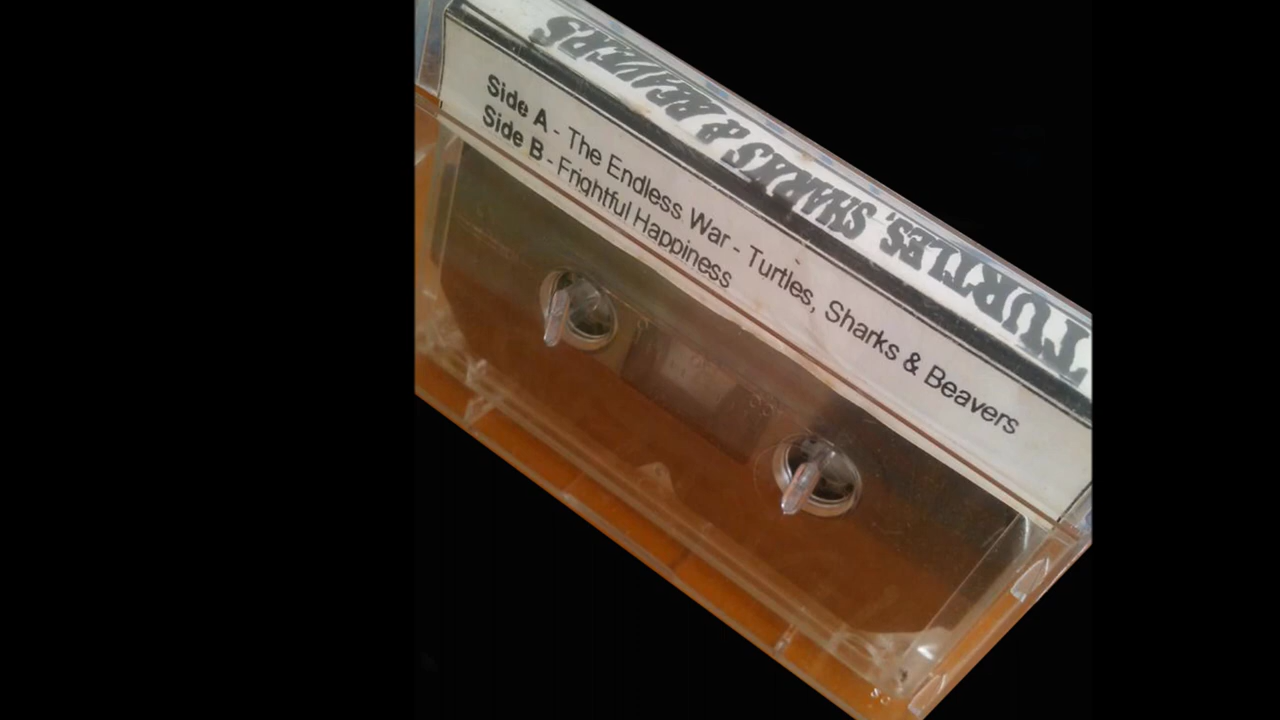 TURTLES, SHARKS & BEAVERS
Side A - The Endless War - Turtles, Sharks & Beavers
Side B - Frightful Happiness